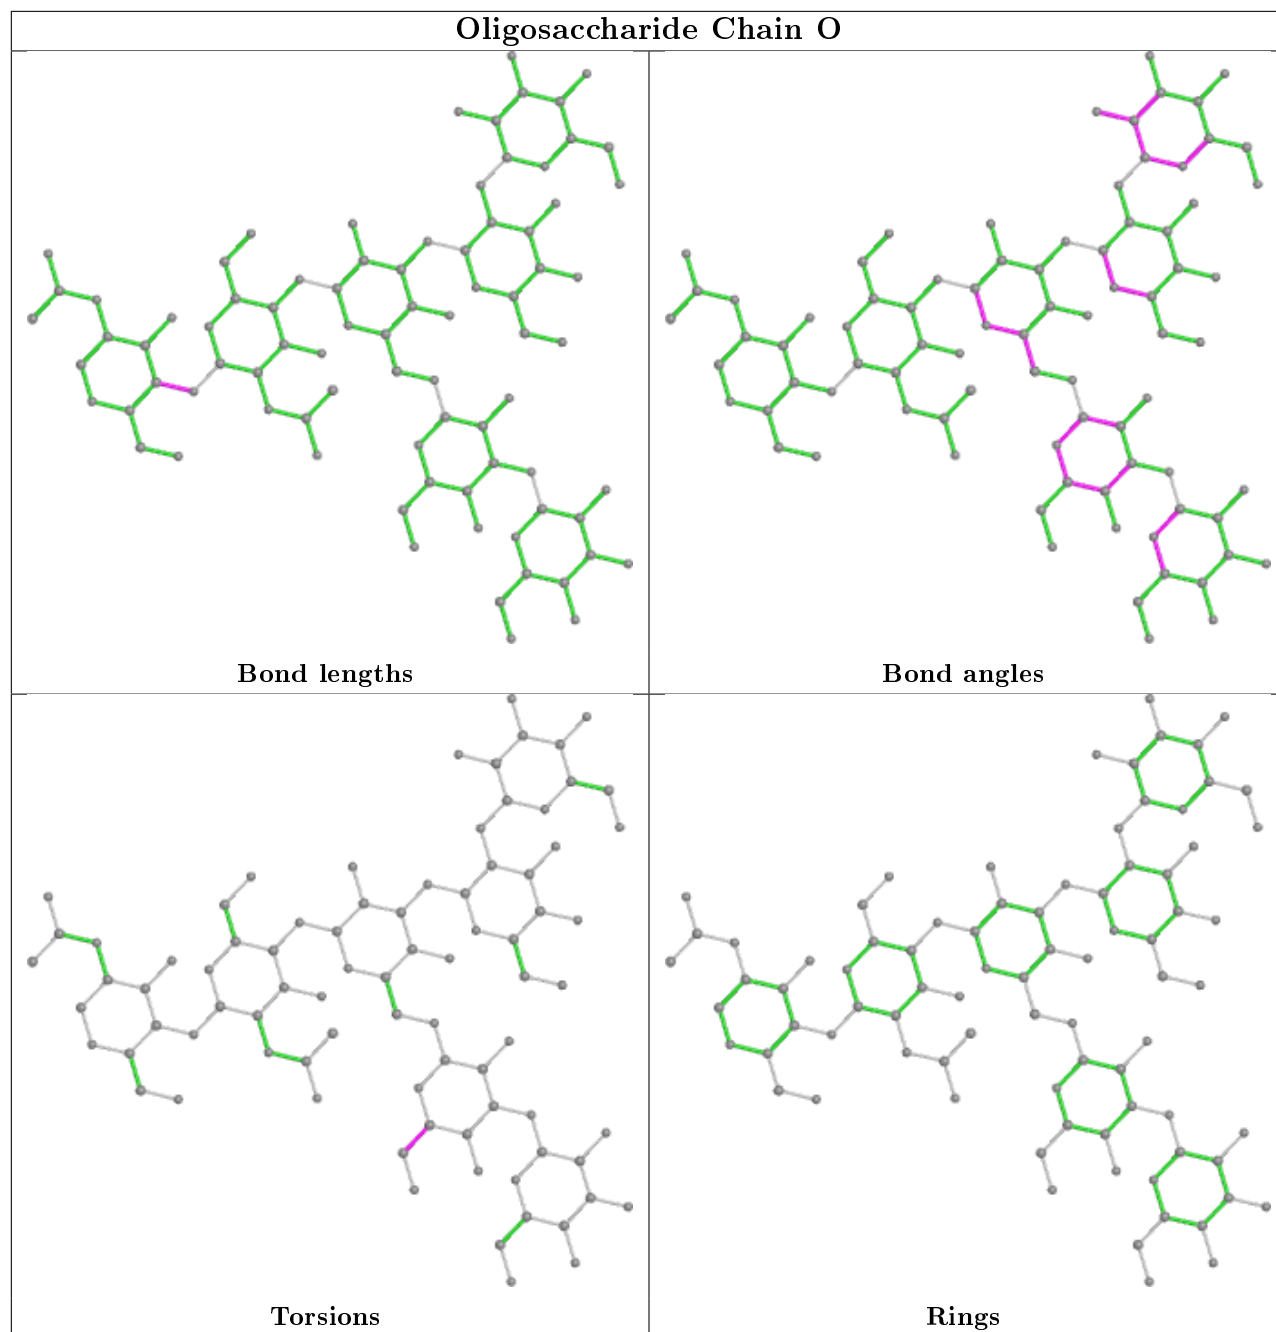 Oligosaccharide Chain O
Bond lengths
Bond angles
Torsions
Rings